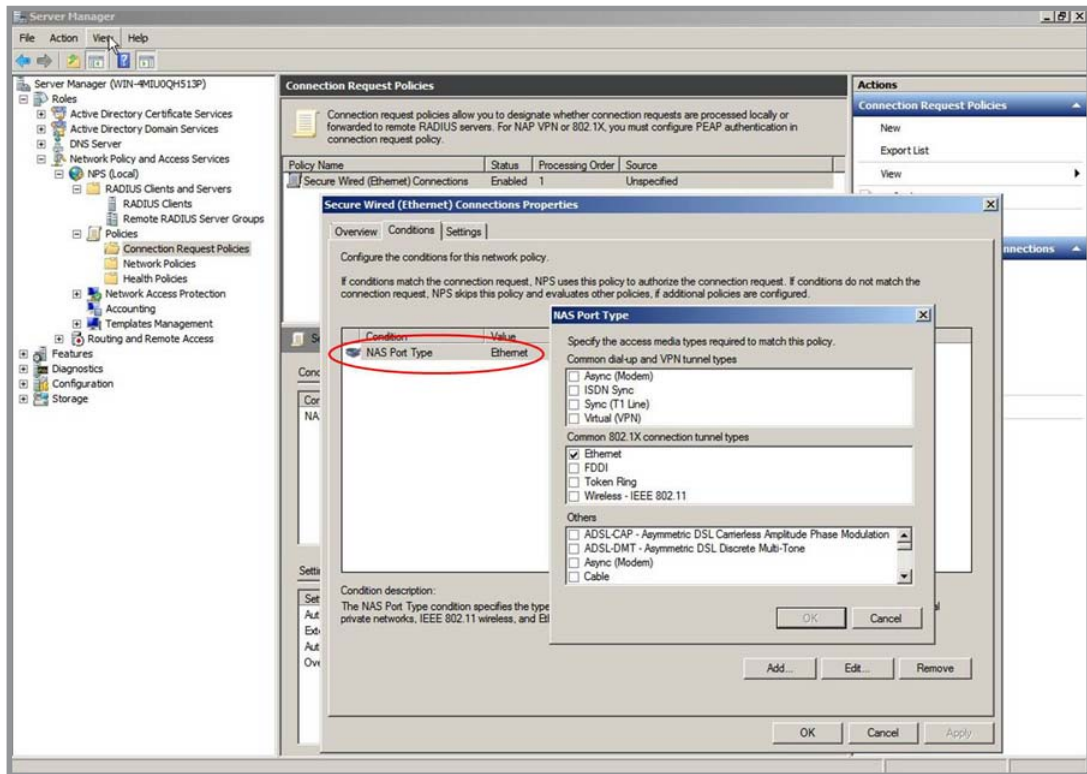 Server Manager
File Action View Help
Server Manager (WIN-4MIU0QH513P)
Roles
Active Directory Certificate Services
Active Directory Domain Services
DNS Server
Network Policy and Access Services
NPS (Local)
RADIUS Clients and Servers
RADIUS Clients
Remote RADIUS Server Groups
Policies
Connection Request Policies
Network Policies
Health Policies
Network Access Protection
Accounting
Templates Management
Routing and Remote Access
Features
Diagnostics
Configuration
Storage
Connection Request Policies
Connection request policies allow you to designate whether connection requests are processed locally or
forwarded to remote RADIUS servers. For NAP VPN or 802.1X, you must configure PEAP authentication in
connection request policy.
Policy Name Status Processing Order Source
Secure Wired (Ethernet) Connections Enabled 1 Unspecified
Actions
Connection Request Policies
New
Export List
View
nnections
Secure Wired (Ethernet) Connections Properties
Overview Conditions Settings
Configure the conditions for this network policy.
If conditions match the connection request, NPS uses this policy to authorize the connection request. If conditions do not match the
connection request, NPS skips this policy and evaluates other policies, if additional policies are configured.
Condition Value
NAS Port Type Ethernet
Condition description:
The NAS Port Type condition specifies the type
private networks, IEEE 802.11 wireless, and Et
Add... Edit... Remove
OK Cancel Apply
NAS Port Type
Specify the access media types required to match this policy.
Common dial-up and VPN tunnel types
Async (Modem)
ISDN Sync
Sync (T1 Line)
Virtual (VPN)
Common 802.1X connection tunnel types
Ethernet
FDDI
Token Ring
Wireless - IEEE 802.11
Others
ADSL-CAP - Asymmetric DSL Carrierless Amplitude Phase Modulation
ADSL-DMT - Asymmetric DSL Discrete Multi-Tone
Async (Modem)
Cable
OK Cancel
Conc
Cor
NA
Settin
Set
Aut
Exte
Aut
Ove